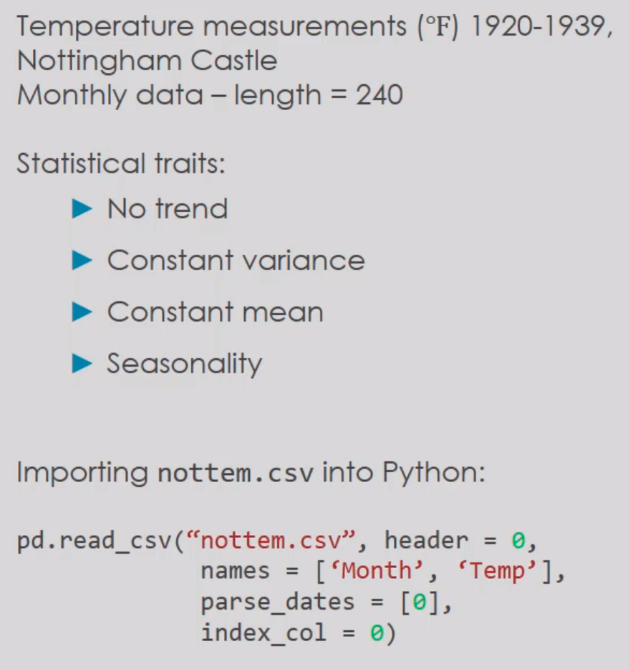 Temperature measurements (°F) 1920-1939,
Nottingham Castle
Monthly data – length = 240
Statistical traits:
► No trend
► Constant variance
► Constant mean
► Seasonality
Importing nottem.csv into Python:
pd.read_csv(“nottem.csv”, header = 0,
names = [‘Month’, ‘Temp’],
parse_dates = [0],
index_col = 0)